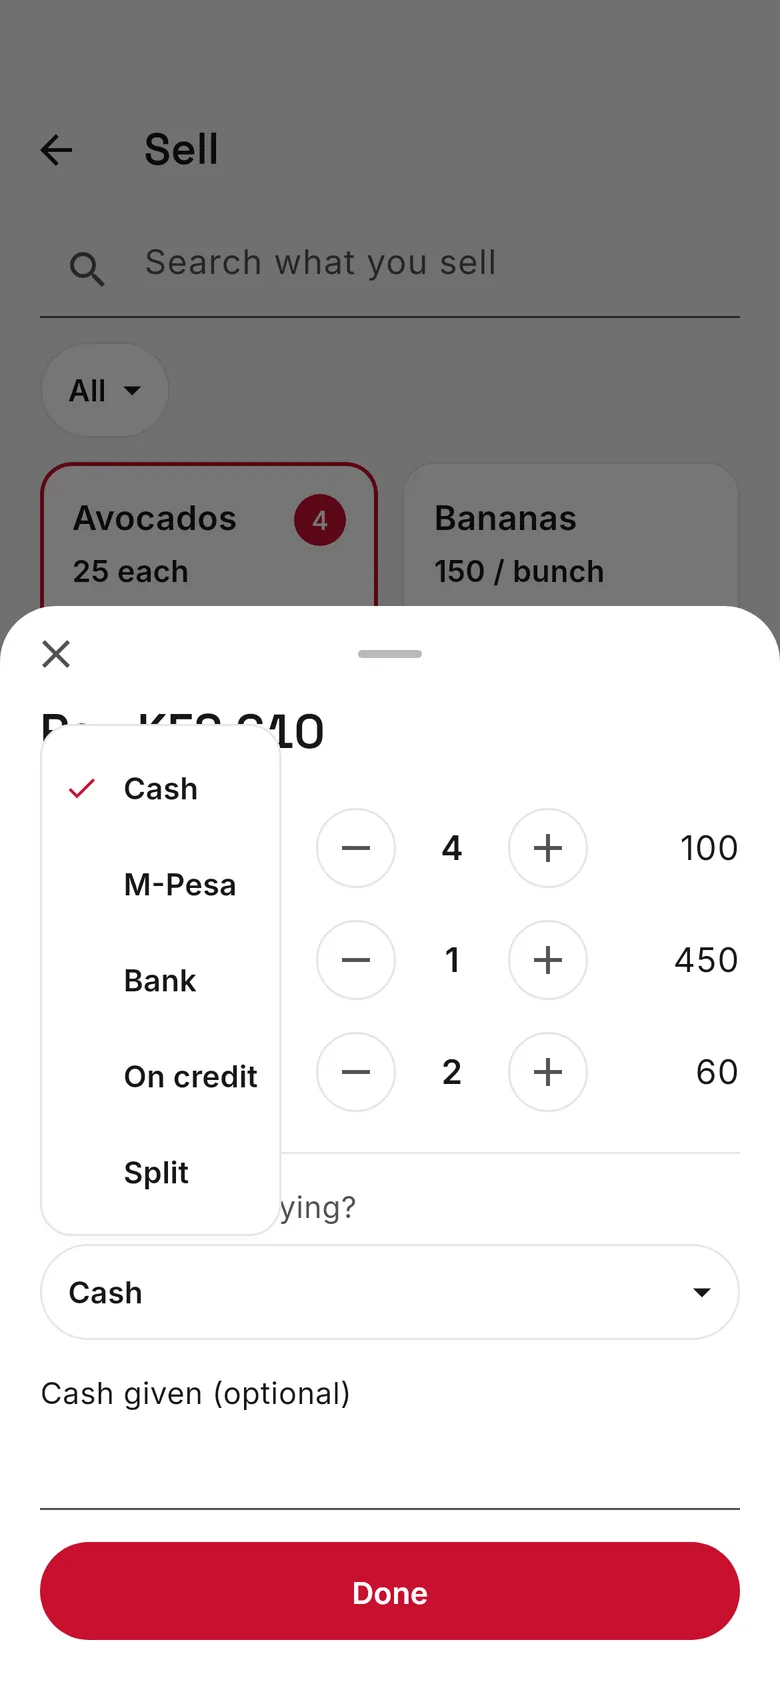 Sell
Search what you sell
All
Avocados
4
25 each
Bananas
150 / bunch
Cash
M-Pesa
Bank
On credit
Split
4
100
1
450
2
60
ying?
Cash
Cash given (optional)
Done